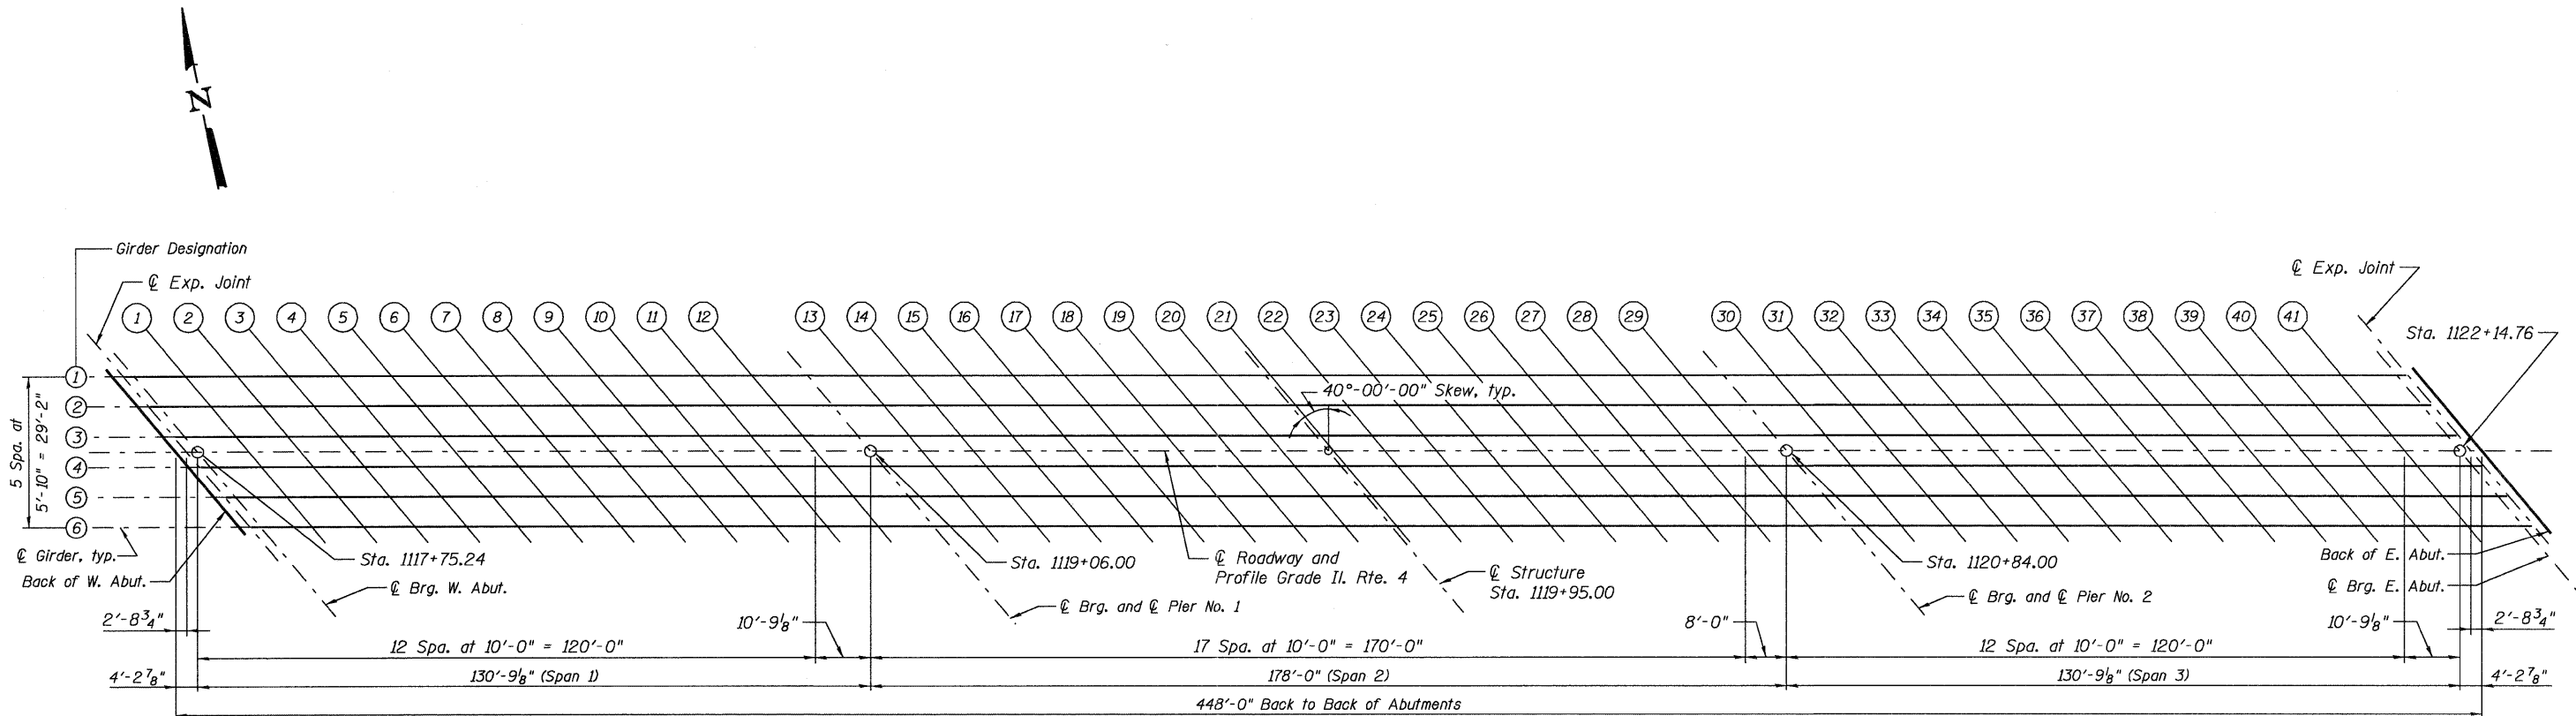 N
Girder Designation
℄ Exp. Joint
℄ Exp. Joint
1 2 3 4 5 6 7 8 9 10 11 12 13 14 15 16 17 18 19 20 21 22 23 24 25 26 27 28 29 30 31 32 33 34 35 36 37 38 39 40 41
Sta. 1122+14.76
1
2
3
4
5
6
5 Spa. at
5'-10" = 29'-2"
40°-00'-00" Skew, typ.
℄ Girder, typ.
Back of W. Abut.
Sta. 1117+75.24
℄ Brg. W. Abut.
Sta. 1119+06.00
℄ Brg. and ℄ Pier No. 1
℄ Roadway and
Profile Grade Il. Rte. 4
℄ Structure
Sta. 1119+95.00
Sta. 1120+84.00
℄ Brg. and ℄ Pier No. 2
Back of E. Abut.
℄ Brg. E. Abut.
2'-8¾"
10'-9⅛"
8'-0"
10'-9⅛"
2'-8¾"
12 Spa. at 10'-0" = 120'-0"
17 Spa. at 10'-0" = 170'-0"
12 Spa. at 10'-0" = 120'-0"
4'-2⅞"
130'-9⅛" (Span 1)
178'-0" (Span 2)
130'-9⅛" (Span 3)
4'-2⅞"
448'-0" Back to Back of Abutments